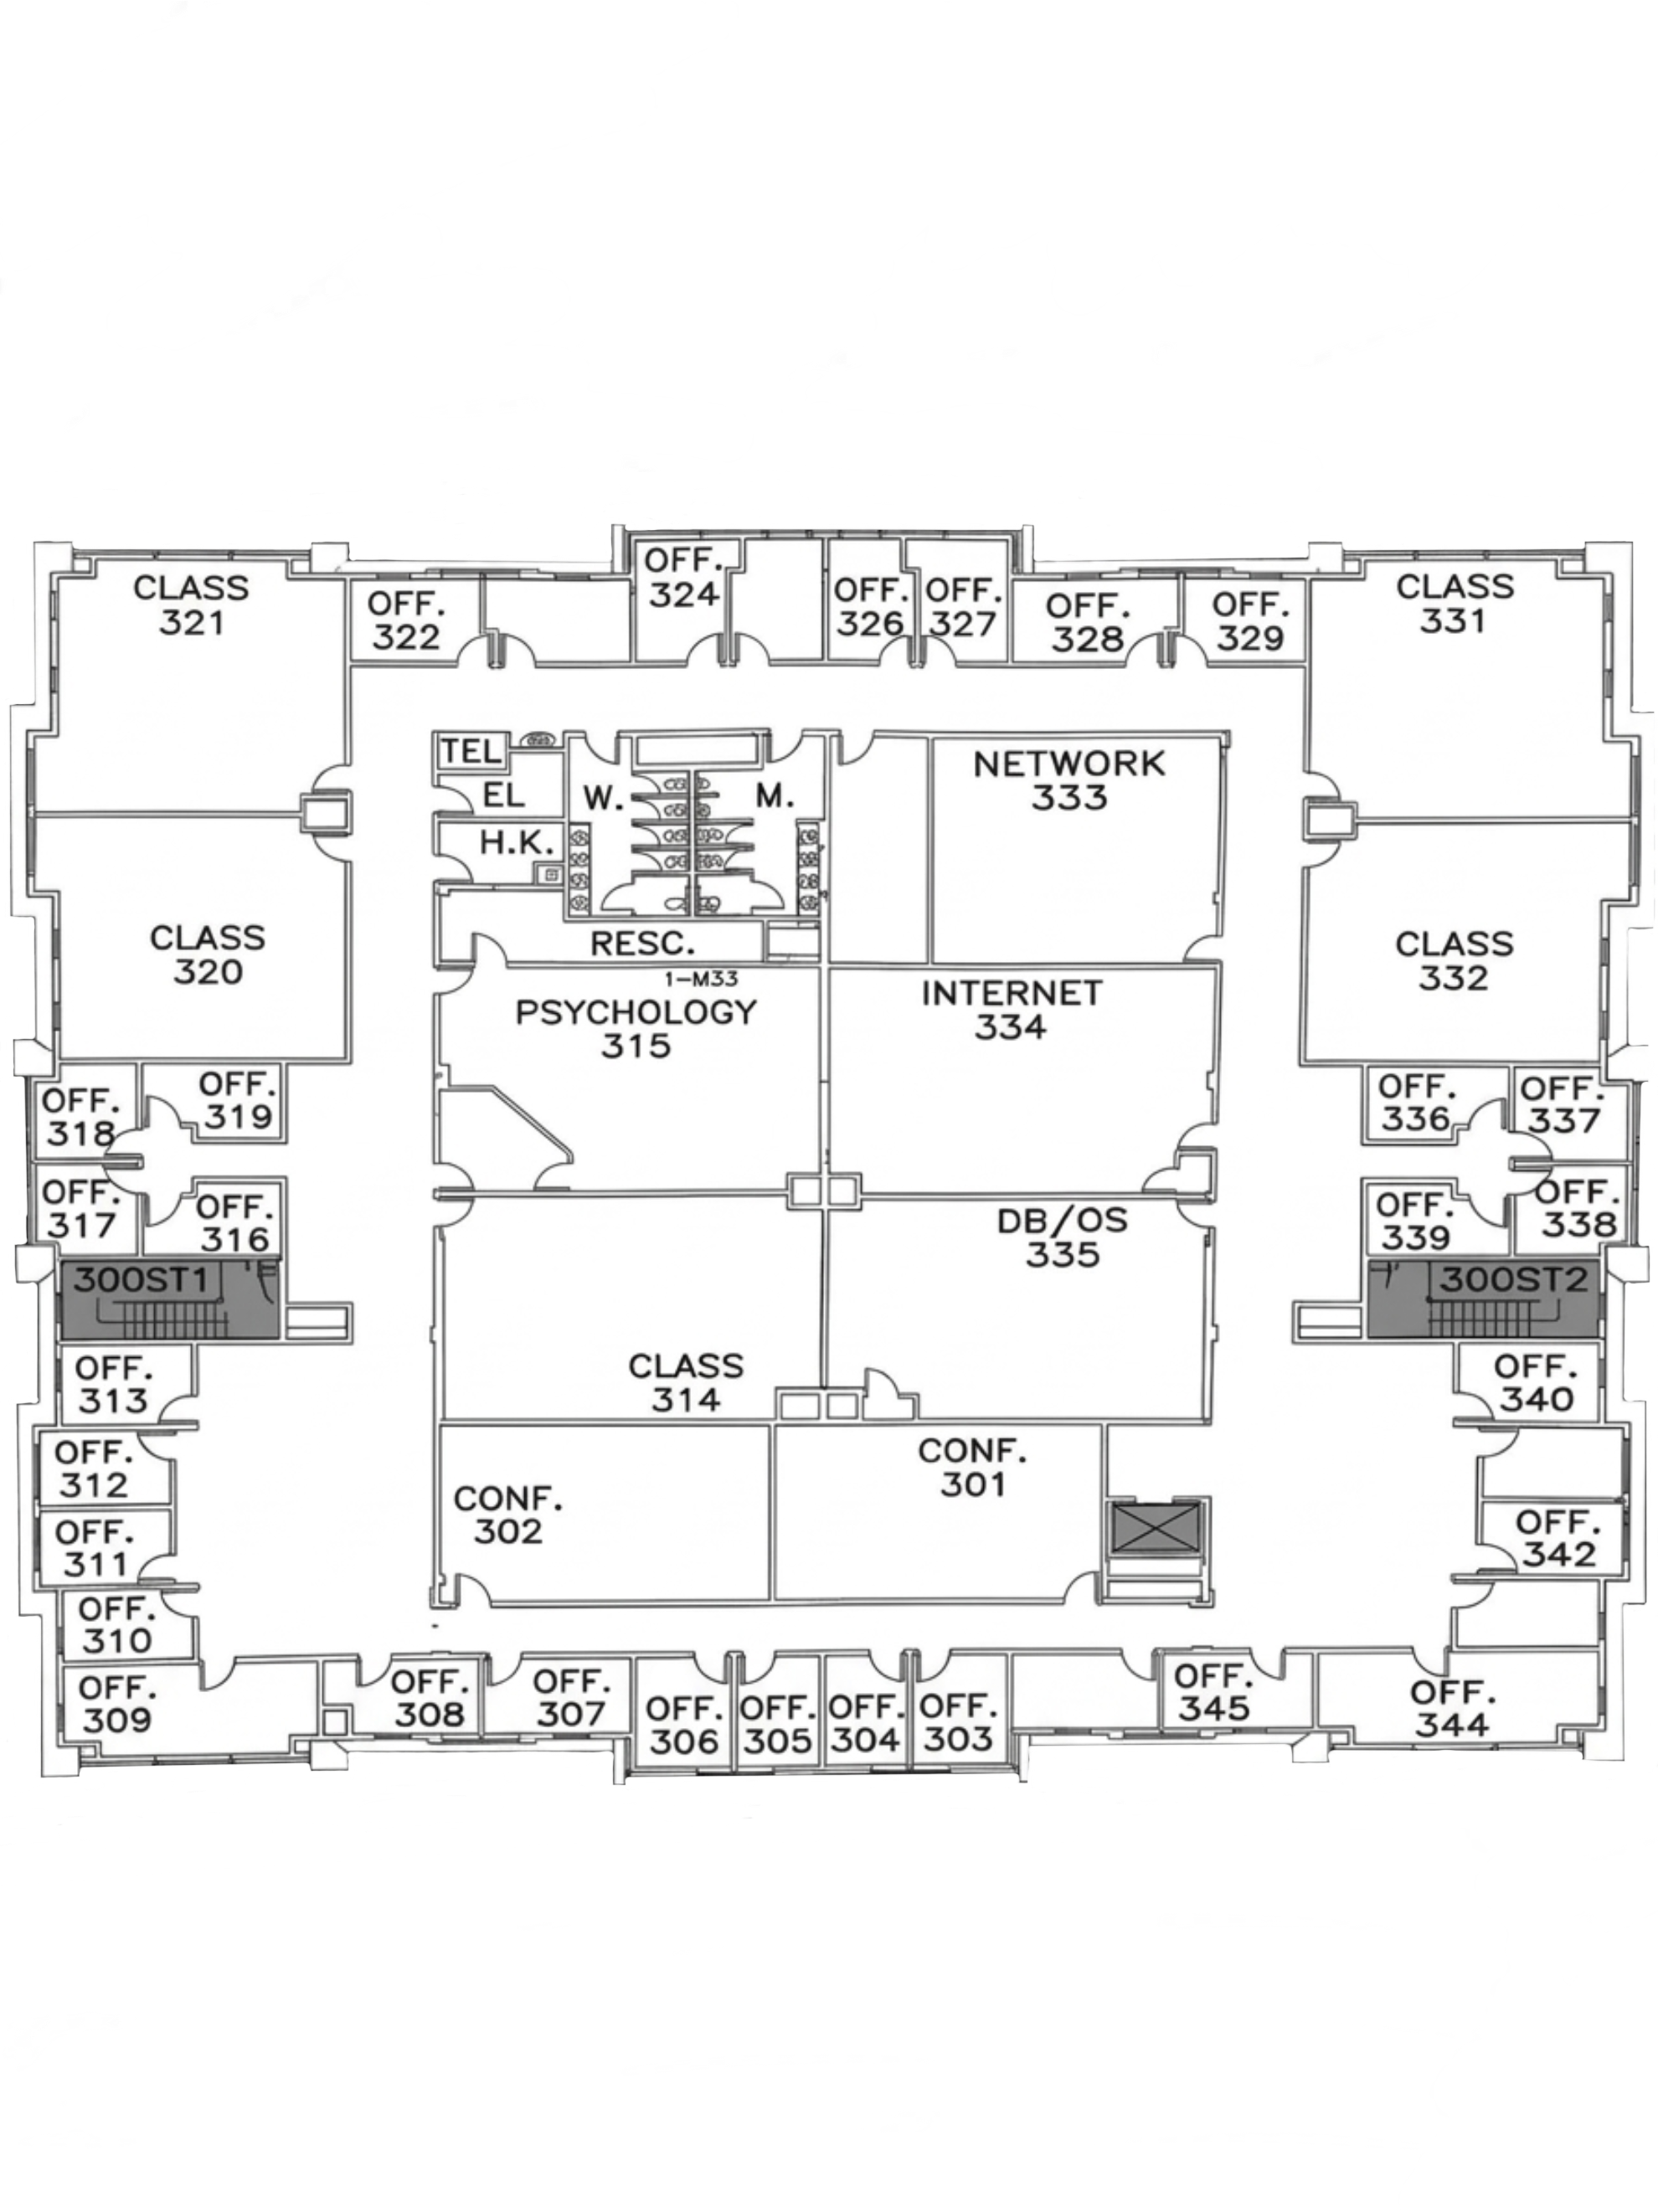 CLASS
321
OFF.
322
OFF.
324
OFF.
326
OFF.
327
OFF.
328
OFF.
329
CLASS
331
TEL
EL
W.
M.
H.K.
NETWORK
333
CLASS
320
RESC.
1-M33
PSYCHOLOGY
315
INTERNET
334
CLASS
332
OFF.
318
OFF.
319
OFF.
317
OFF.
316
OFF.
336
OFF.
337
OFF.
339
OFF.
338
300ST1
DB/OS
335
300ST2
OFF.
313
CLASS
314
OFF.
340
OFF.
312
OFF.
311
CONF.
302
CONF.
301
OFF.
342
OFF.
310
OFF.
309
OFF.
308
OFF.
307
OFF.
306
OFF.
305
OFF.
304
OFF.
303
OFF.
345
OFF.
344